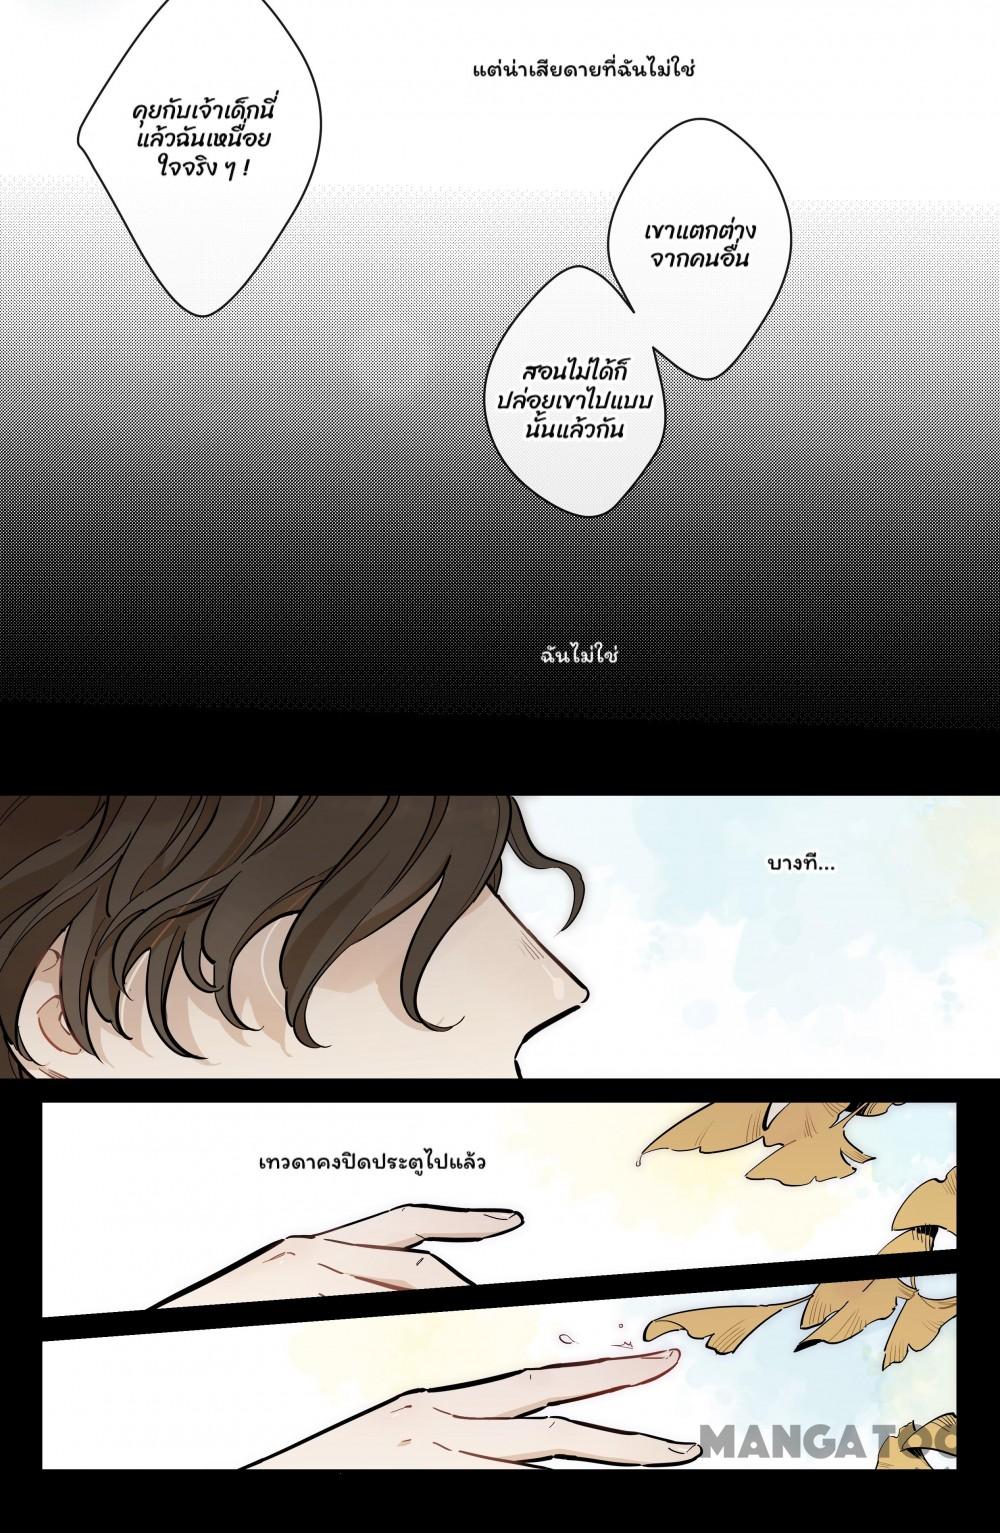 แต่น่าเสียดายที่ฉันไม่ใช่
คุยกับเจ้าเด็กนี่
แล้วฉันเหนื่อย
ใจจริง ๆ !
เขาแตกต่าง
จากคนอื่น
สอนไม่ได้ก็
ปล่อยเขาไปแบบ
นั้นแล้วกัน
ฉันไม่ใช่
บางที...
เทวดาคงปิดประตูไปแล้ว
MANGATOO